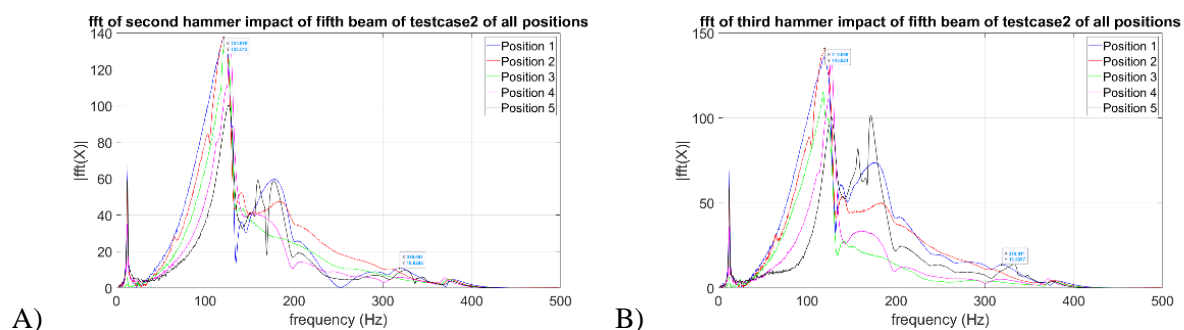 fft of second hammer impact of fifth beam of testcase2 of all positions
140
120
100
80
60
40
20
0
|fft(X)|
0 100 200 300 400 500
frequency (Hz)
Position 1
Position 2
Position 3
Position 4
Position 5
A)
fft of third hammer impact of fifth beam of testcase2 of all positions
150
100
50
0
|fft(X)|
0 100 200 300 400 500
frequency (Hz)
Position 1
Position 2
Position 3
Position 4
Position 5
B)